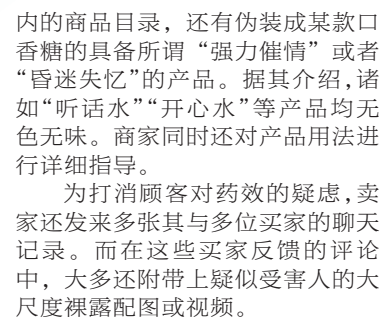 内的商品目录，还有伪装成某款口
香糖的具备所谓“强力催情”或者
“昏迷失忆”的产品。据其介绍,诸
如“听话水”“开心水”等产品均无
色无味。商家同时还对产品用法进
行详细指导。
为打消顾客对药效的疑虑,卖
家还发来多张其与多位买家的聊天
记录。而在这些买家反馈的评论
中，大多还附带上疑似受害人的大
尺度裸露配图或视频。